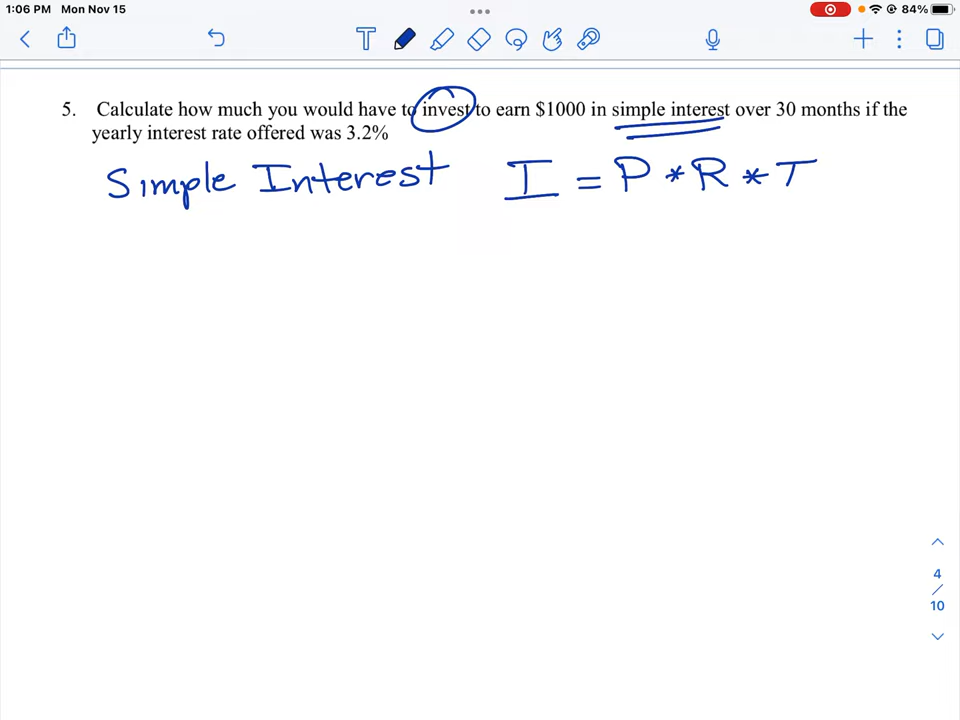 1:06 PM Mon Nov 15 84%
T
5. Calculate how much you would have to invest to earn $1000 in simple interest over 30 months if the
yearly interest rate offered was 3.2%
Simple Interest I = P * R * T
4
/
10